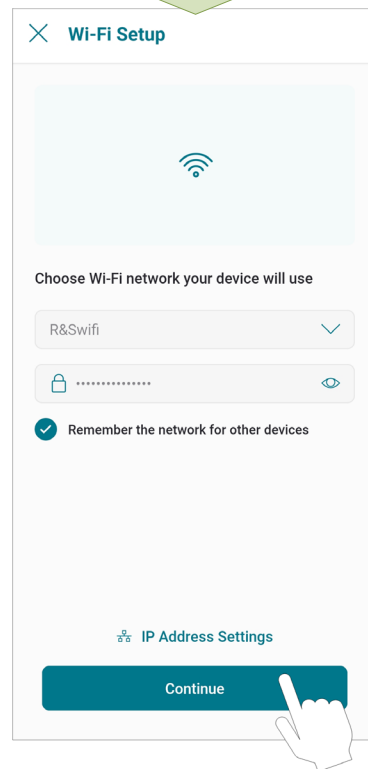 Wi-Fi Setup
Choose Wi-Fi network your device will use
R&Swifi
•••••••••••••••
Remember the network for other devices
IP Address Settings
Continue